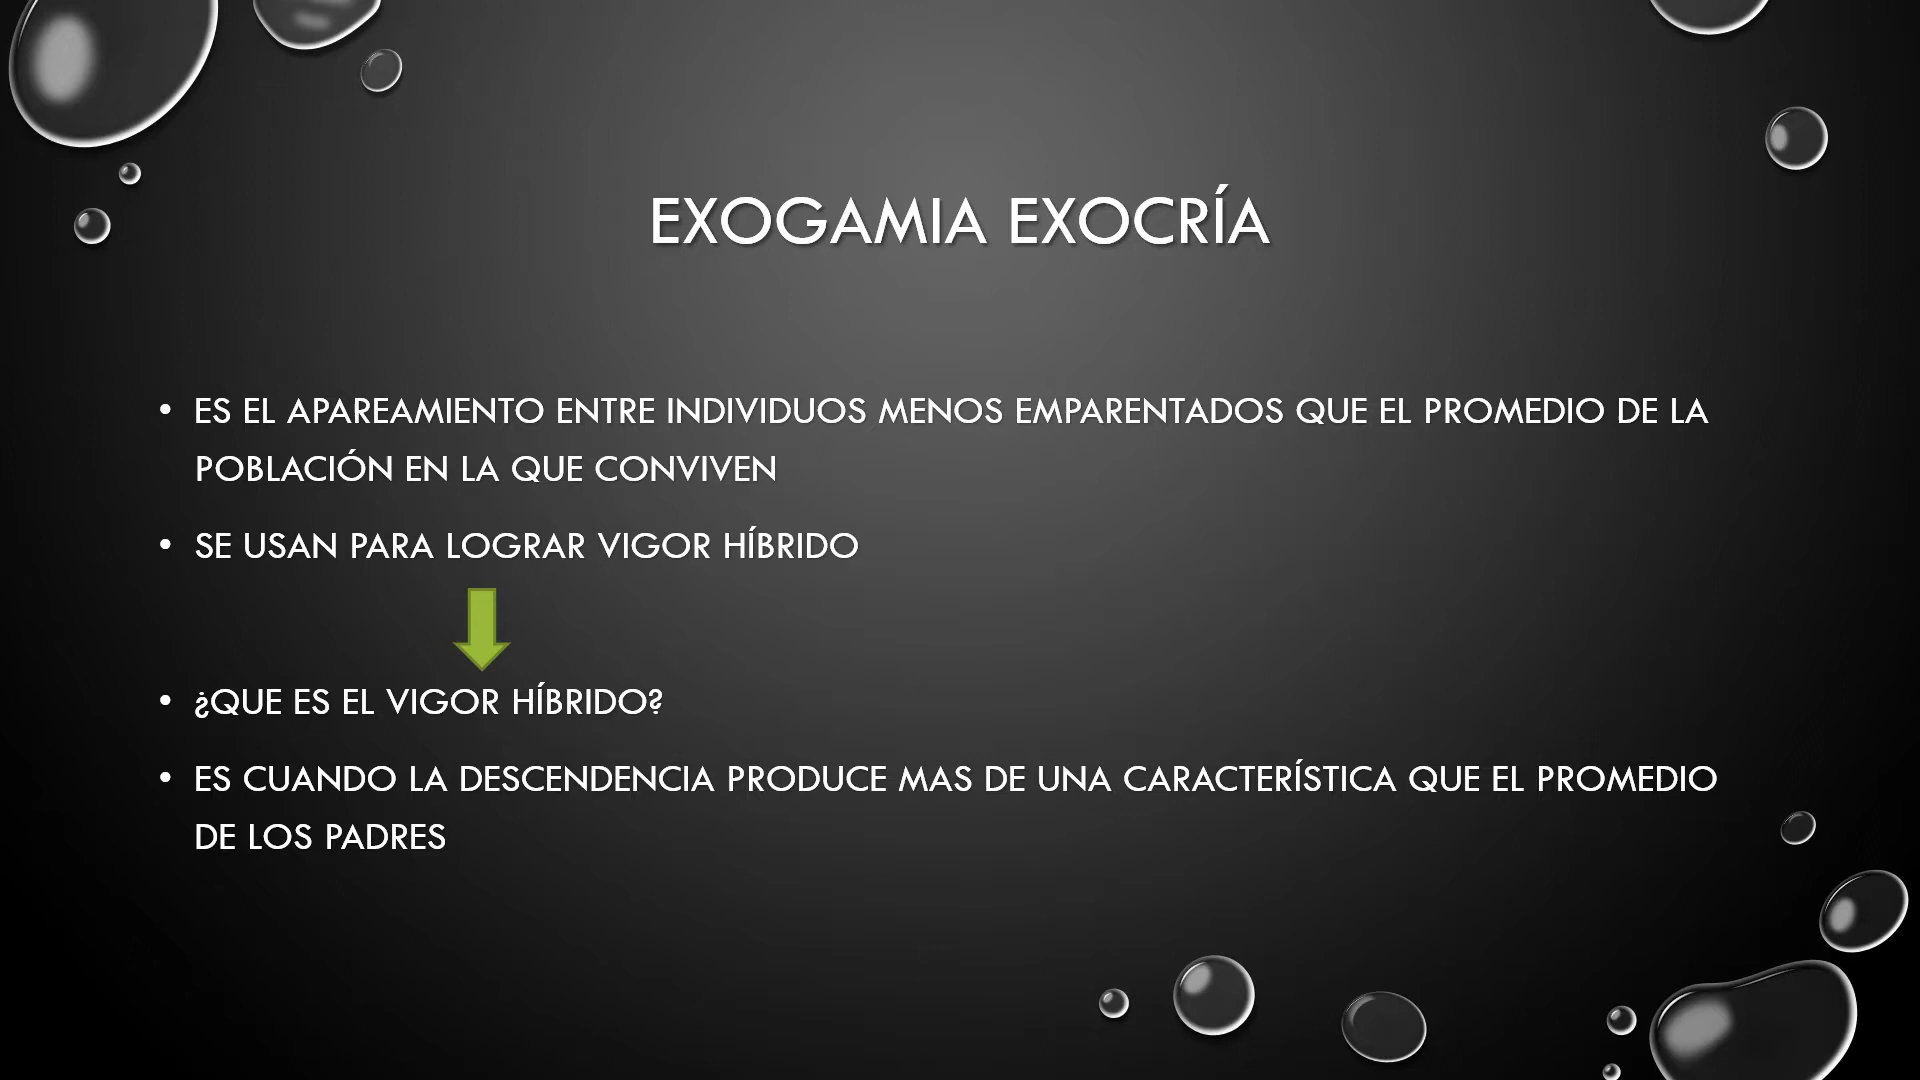 EXOGAMIA EXOCRÍA
• ES EL APAREAMIENTO ENTRE INDIVIDUOS MENOS EMPARENTADOS QUE EL PROMEDIO DE LA
POBLACIÓN EN LA QUE CONVIVEN
• SE USAN PARA LOGRAR VIGOR HÍBRIDO
• ¿QUE ES EL VIGOR HÍBRIDO?
• ES CUANDO LA DESCENDENCIA PRODUCE MAS DE UNA CARACTERÍSTICA QUE EL PROMEDIO
DE LOS PADRES